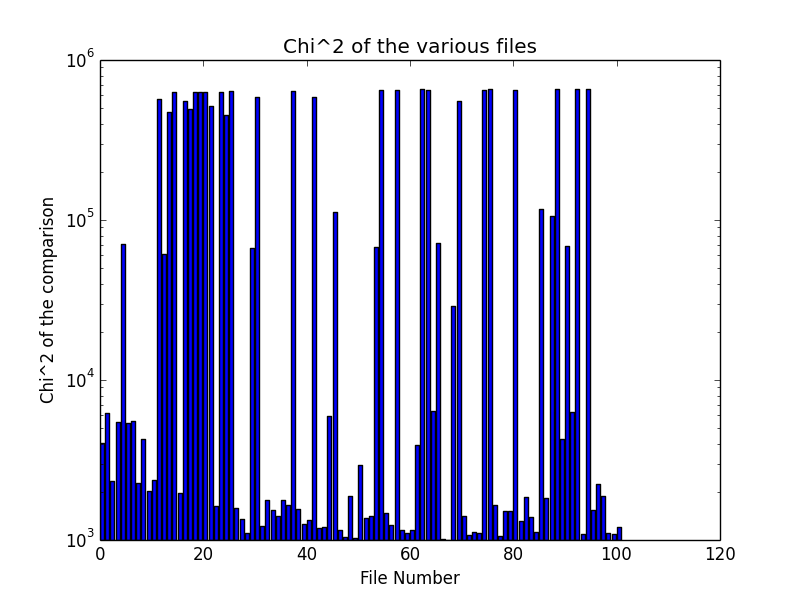 Chi^2 of the various files
10^6
10^5
10^4
10^3
Chi^2 of the comparison
0 20 40 60 80 100 120
File Number